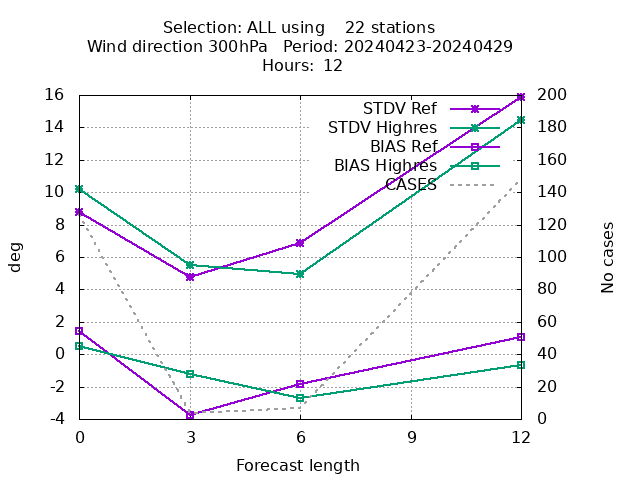 Selection: ALL using    22 stations
Wind direction 300hPa   Period: 20240423-20240429
Hours: 12
16 200
STDV Ref
14 STDV Highres 180
BIAS Ref
12 BIAS Highres 160
CASES
10 140
8 120
6 100
4 80
2 60
0 40
-2 20
-4 0
deg
No cases
0 3 6 9 12
Forecast length